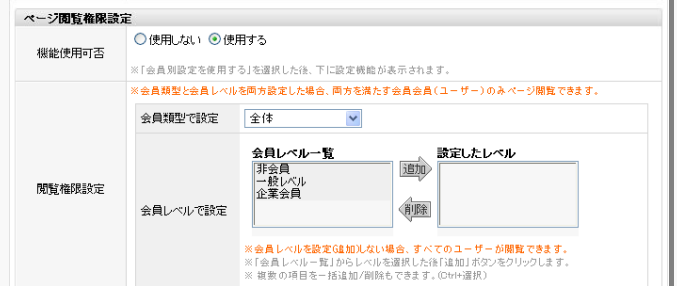 ページ閲覧権限設定
機能使用可否
使用しない 使用する
※「会員別設定を使用する」を選択した後、下に設定機能が表示されます。
※会員類型と会員レベルを両方設定した場合、両方を満たす会員会員(ユーザー)のみページ閲覧できます。
閲覧権限設定
会員類型で設定 全体
会員レベルで設定
会員レベル一覧 設定したレベル
非会員
一般レベル
企業会員
追加
削除
※会員レベルを設定(追加)しない場合、すべてのユーザーが閲覧できます。
※「会員レベル一覧」からレベルを選択した後「追加」ボタンをクリックします。
※ 複数の項目を一括追加/削除もできます。(Ctrl+選択)